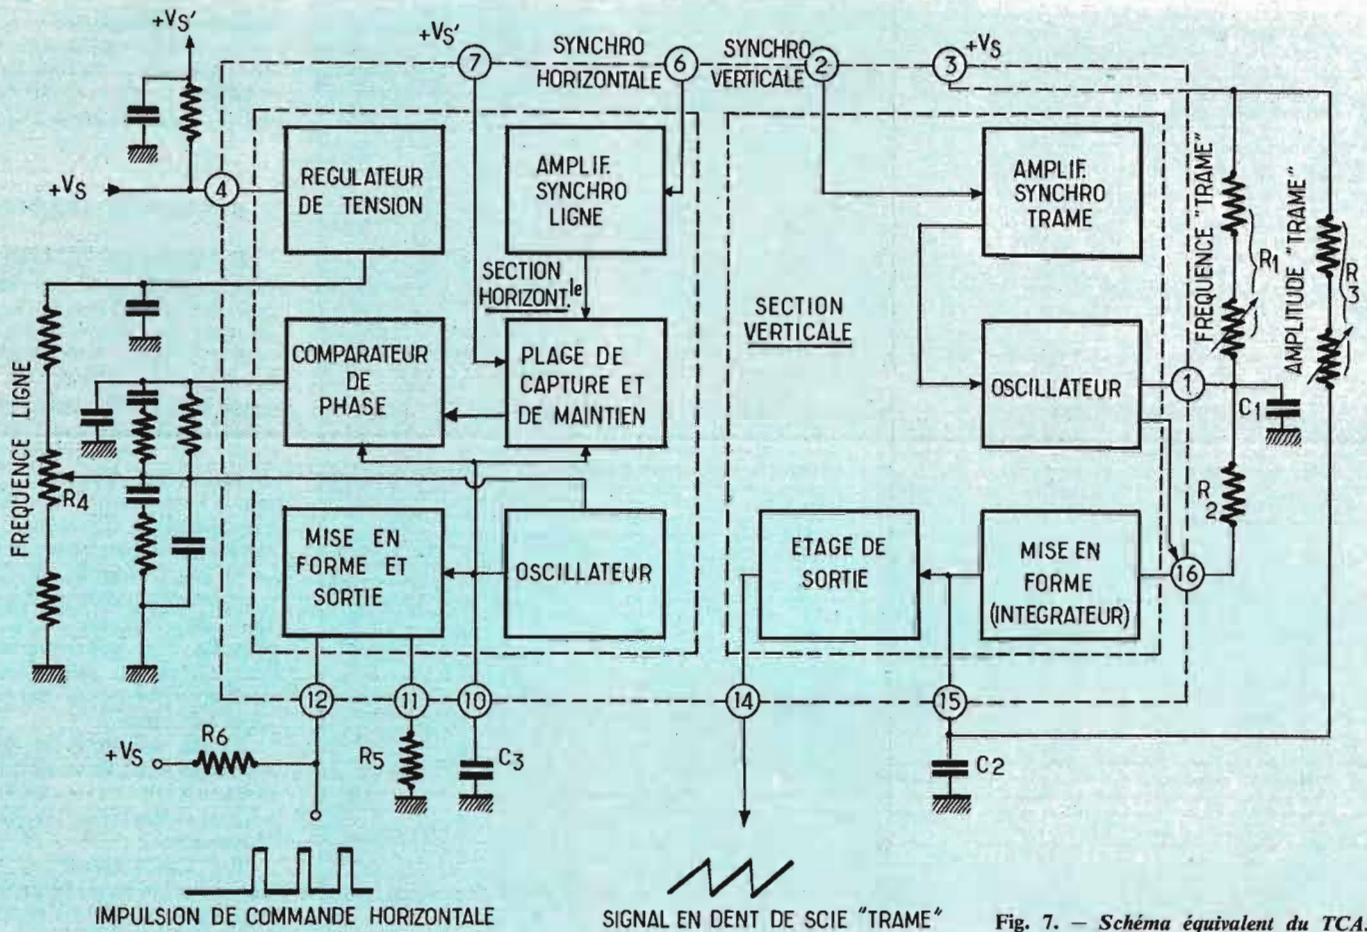 +VS'
+VS'
7
SYNCHRO
HORIZONTALE
6
SYNCHRO
VERTICALE
2
3
+VS
+VS
4
REGULATEUR
DE TENSION
AMPLIF.
SYNCHRO
LIGNE
AMPLIF.
SYNCHRO
TRAME
FREQUENCE "TRAME"
R1
AMPLITUDE "TRAME"
R
3
SECTION
HORIZONT.le
SECTION
VERTICALE
COMPARATEUR
DE
PHASE
PLAGE DE
CAPTURE ET
DE MAINTIEN
OSCILLATEUR
1
C1
FREQUENCE LIGNE
R4
R
2
MISE EN
FORME ET
SORTIE
OSCILLATEUR
ETAGE DE
SORTIE
MISE EN
FORME
(INTEGRATEUR)
16
12
11
10
14
15
+VS
R6
R5
C3
C2
IMPULSION DE COMMANDE HORIZONTALE
SIGNAL EN DENT DE SCIE "TRAME"
Fig. 7. — Schéma équivalent du